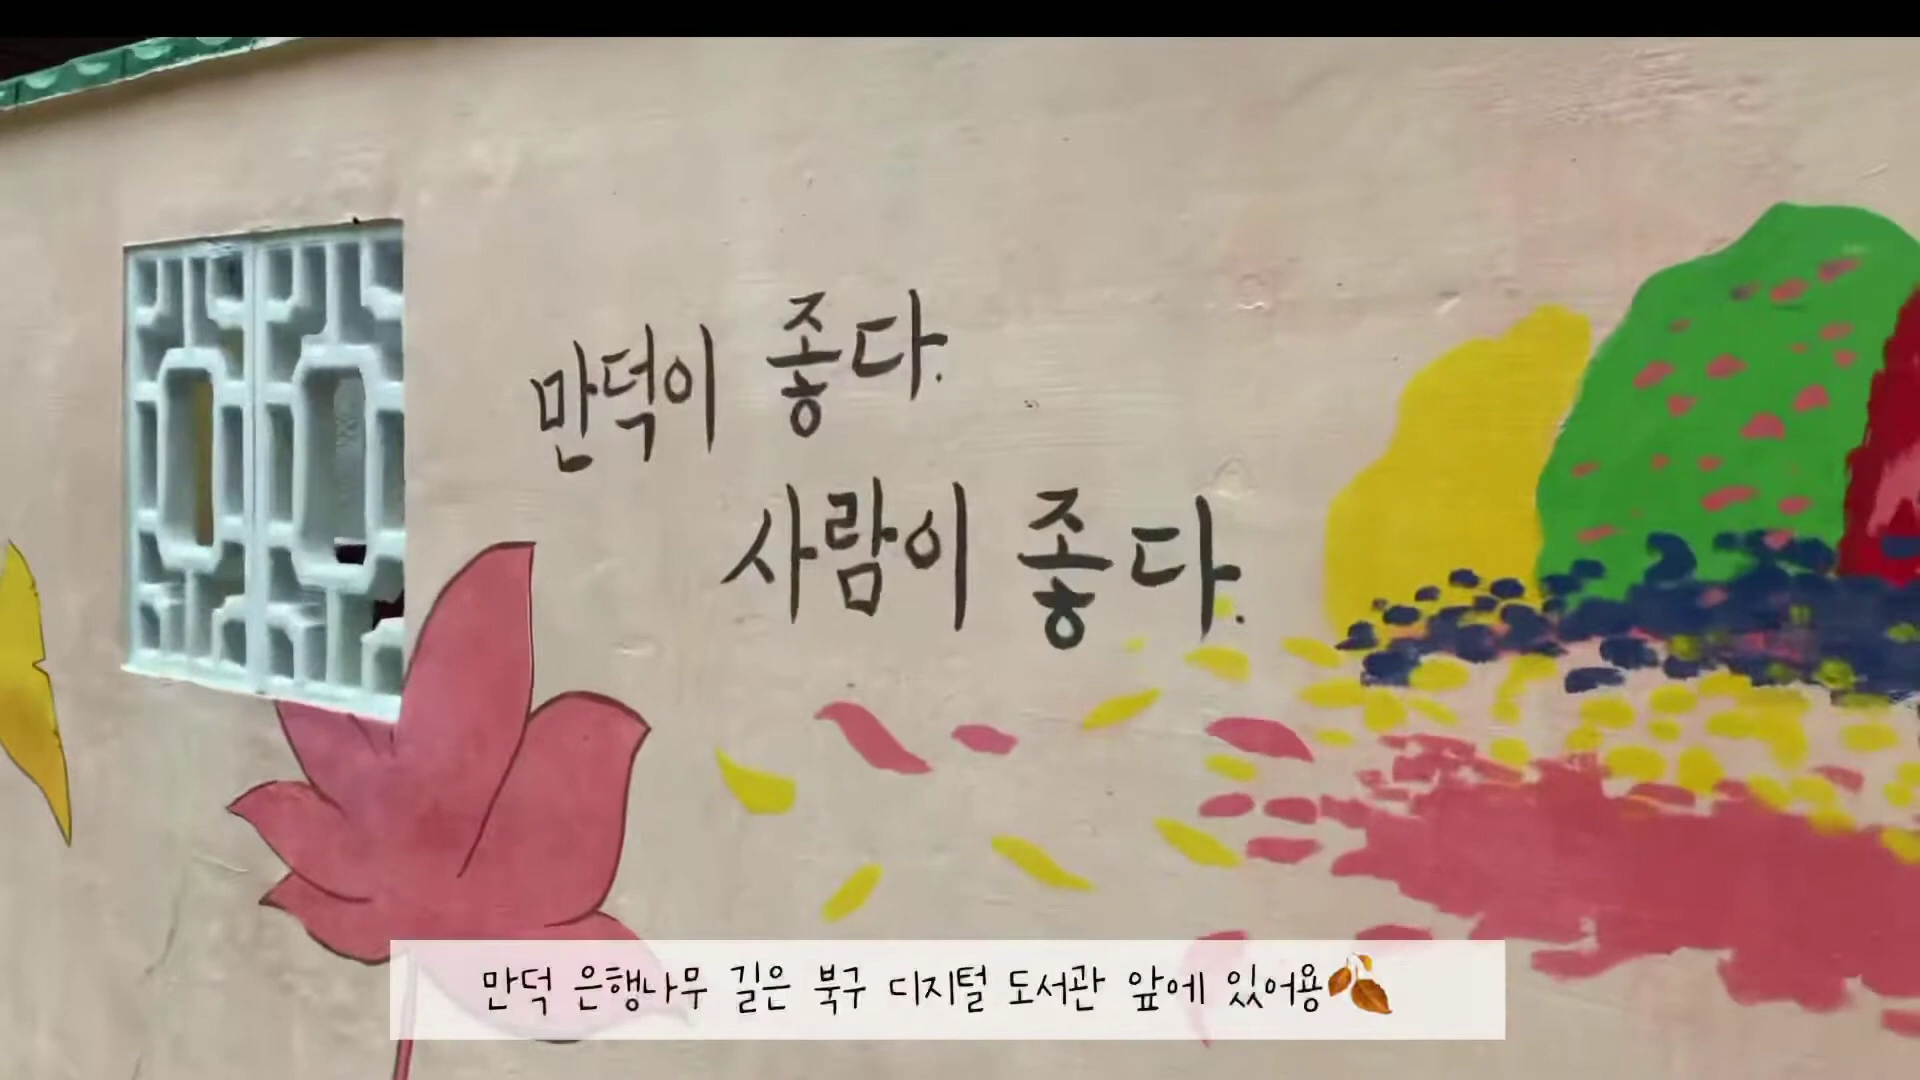 만덕이 좋다.
사람이 좋다.
만덕 은행나무 길은 북구 디지털 도서관 앞에 있어용🍂